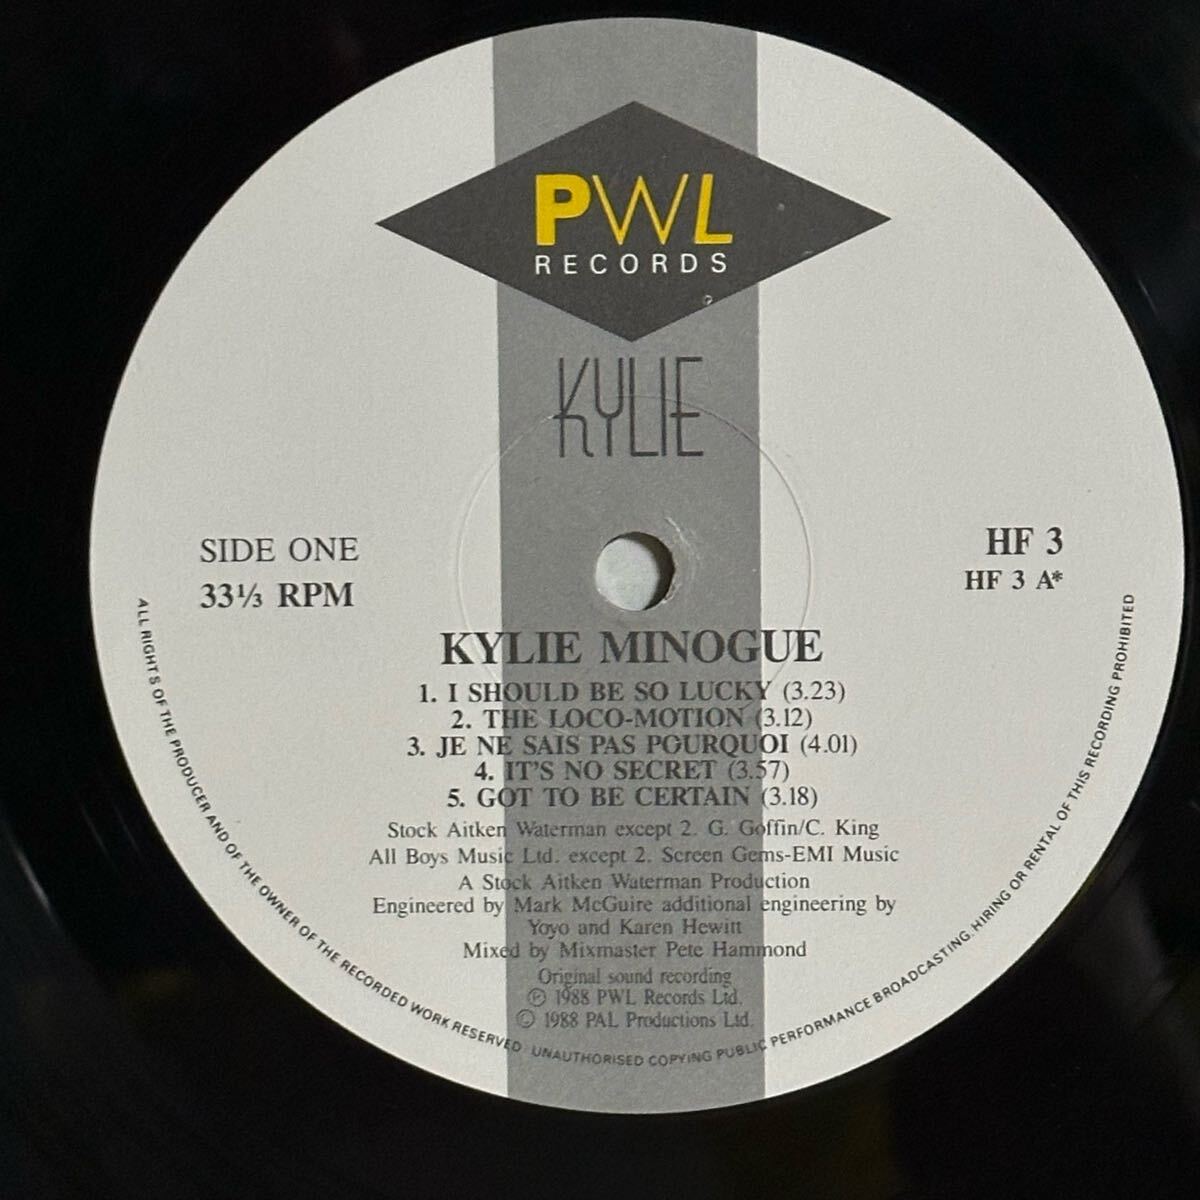 PWL
RECORDS
KYLIE
SIDE ONE
33⅓ RPM
HF 3
HF 3 A*
KYLIE MINOGUE
1. I SHOULD BE SO LUCKY (3.23)
2. THE LOCO-MOTION (3.12)
3. JE NE SAIS PAS POURQUOI (4.01)
4. IT'S NO SECRET (3.57)
5. GOT TO BE CERTAIN (3.18)
Stock Aitken Waterman except 2. G. Goffin/C. King
All Boys Music Ltd. except 2. Screen Gems-EMI Music
A Stock Aitken Waterman Production
Engineered by Mark McGuire additional engineering by
Yoyo and Karen Hewitt
Mixed by Mixmaster Pete Hammond
Original sound recording
Ⓟ 1988 PWL Records Ltd.
© 1988 PAL Productions Ltd.
ALL RIGHTS OF THE PRODUCER AND OF THE OWNER OF THE RECORDED WORK RESERVED. UNAUTHORISED COPYING PUBLIC PERFORMANCE BROADCASTING. HIRING OR RENTAL OF THIS RECORDING PROHIBITED